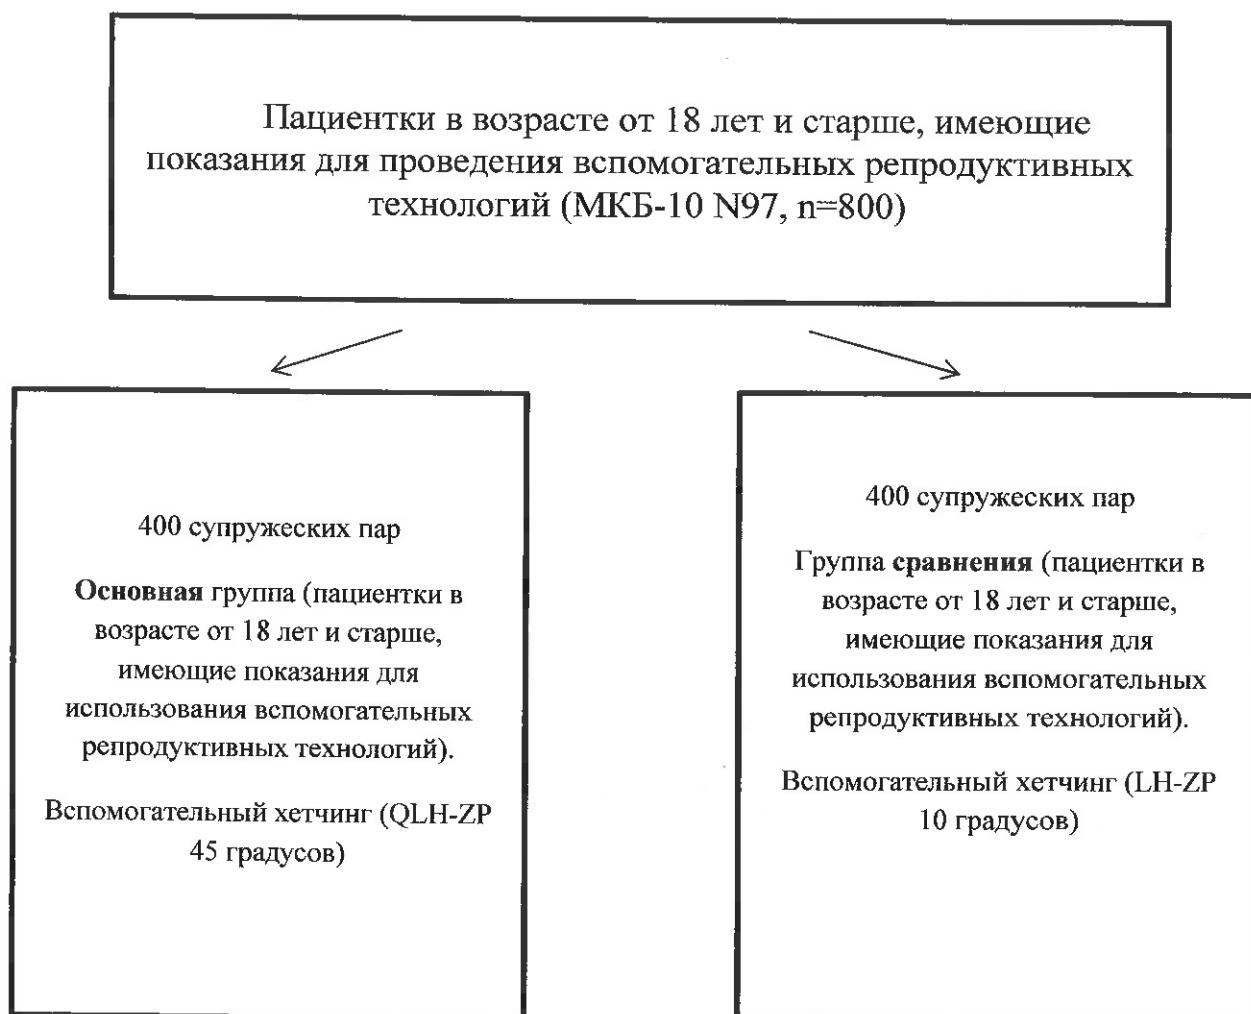 Пациентки в возрасте от 18 лет и старше, имеющие
показания для проведения вспомогательных репродуктивных
технологий (МКБ-10 N97, n=800)
400 супружеских пар
Основная группа (пациентки в
возрасте от 18 лет и старше,
имеющие показания для
использования вспомогательных
репродуктивных технологий).
Вспомогательный хетчинг (QLH-ZP
45 градусов)
400 супружеских пар
Группа сравнения (пациентки в
возрасте от 18 лет и старше,
имеющие показания для
использования вспомогательных
репродуктивных технологий).
Вспомогательный хетчинг (LH-ZP
10 градусов)